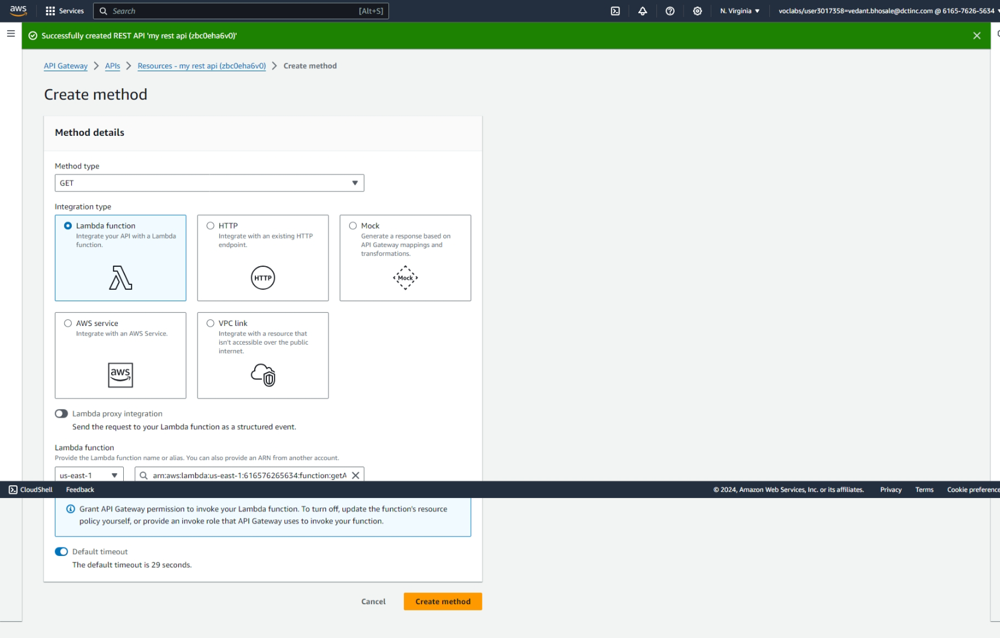 aws Services Search [Alt+S] N. Virginia voclabs/user3017358=vedant.bhosale@dctinc.com @ 6165-7626-5634
Successfully created REST API 'my rest api (zbc0eha6v0)'
API Gateway > APIs > Resources - my rest api (zbc0eha6v0) > Create method
Create method
Method details
Method type
GET
Integration type
Lambda function
Integrate your API with a Lambda
function.
HTTP
Integrate with an existing HTTP
endpoint.
HTTP
Mock
Generate a response based on
API Gateway mappings and
transformations.
Mock
AWS service
Integrate with an AWS Service.
aws
VPC link
Integrate with a resource that
isn't accessible over the public
internet.
Lambda proxy integration
Send the request to your Lambda function as a structured event.
Lambda function
Provide the Lambda function name or alias. You can also provide an ARN from another account.
us-east-1 arn:aws:lambda:us-east-1:616576265634:function:getA
CloudShell Feedback © 2024, Amazon Web Services, Inc. or its affiliates. Privacy Terms Cookie preference
Grant API Gateway permission to invoke your Lambda function. To turn off, update the function's resource
policy yourself, or provide an invoke role that API Gateway uses to invoke your function.
Default timeout
The default timeout is 29 seconds.
Cancel Create method